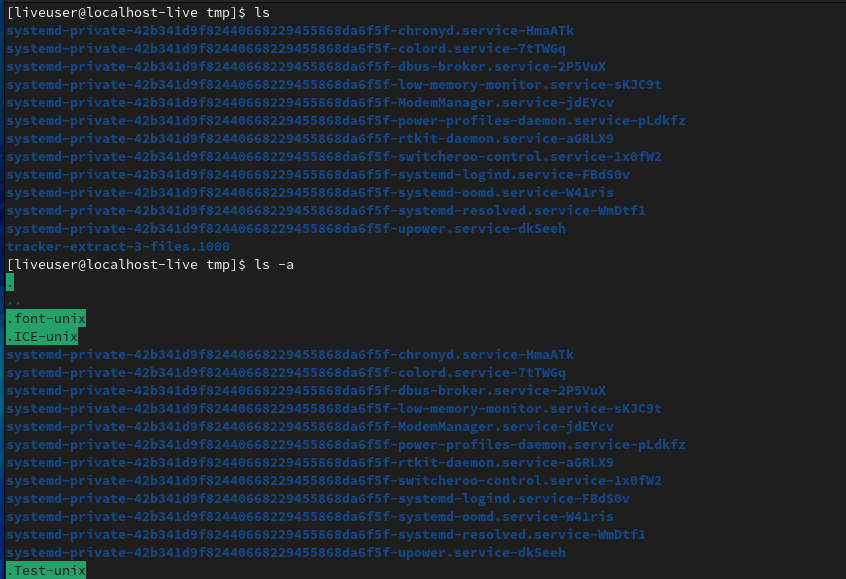 [liveuser@localhost-live tmp]$ ls
systemd-private-42b341d9f82440668229455868da6f5f-chronyd.service-HmaATk
systemd-private-42b341d9f82440668229455868da6f5f-colord.service-7tTWGq
systemd-private-42b341d9f82440668229455868da6f5f-dbus-broker.service-2P5VuX
systemd-private-42b341d9f82440668229455868da6f5f-low-memory-monitor.service-sKJC9t
systemd-private-42b341d9f82440668229455868da6f5f-ModemManager.service-jdEYcv
systemd-private-42b341d9f82440668229455868da6f5f-power-profiles-daemon.service-pLdkfz
systemd-private-42b341d9f82440668229455868da6f5f-rtkit-daemon.service-aGRLX9
systemd-private-42b341d9f82440668229455868da6f5f-switcheroo-control.service-1x0fW2
systemd-private-42b341d9f82440668229455868da6f5f-systemd-logind.service-FBdS0v
systemd-private-42b341d9f82440668229455868da6f5f-systemd-oomd.service-W41ris
systemd-private-42b341d9f82440668229455868da6f5f-systemd-resolved.service-WmDtf1
systemd-private-42b341d9f82440668229455868da6f5f-upower.service-dkSeeh
tracker-extract-3-files.1000
[liveuser@localhost-live tmp]$ ls -a
.
..
.font-unix
.ICE-unix
systemd-private-42b341d9f82440668229455868da6f5f-chronyd.service-HmaATk
systemd-private-42b341d9f82440668229455868da6f5f-colord.service-7tTWGq
systemd-private-42b341d9f82440668229455868da6f5f-dbus-broker.service-2P5VuX
systemd-private-42b341d9f82440668229455868da6f5f-low-memory-monitor.service-sKJC9t
systemd-private-42b341d9f82440668229455868da6f5f-ModemManager.service-jdEYcv
systemd-private-42b341d9f82440668229455868da6f5f-power-profiles-daemon.service-pLdkfz
systemd-private-42b341d9f82440668229455868da6f5f-rtkit-daemon.service-aGRLX9
systemd-private-42b341d9f82440668229455868da6f5f-switcheroo-control.service-1x0fW2
systemd-private-42b341d9f82440668229455868da6f5f-systemd-logind.service-FBdS0v
systemd-private-42b341d9f82440668229455868da6f5f-systemd-oomd.service-W41ris
systemd-private-42b341d9f82440668229455868da6f5f-systemd-resolved.service-WmDtf1
systemd-private-42b341d9f82440668229455868da6f5f-upower.service-dkSeeh
.Test-unix